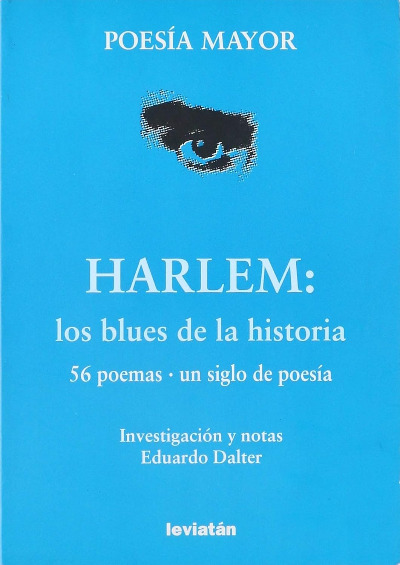 POESÍA MAYOR
HARLEM:
los blues de la historia
56 poemas · un siglo de poesía
Investigación y notas
Eduardo Dalter
leviatán